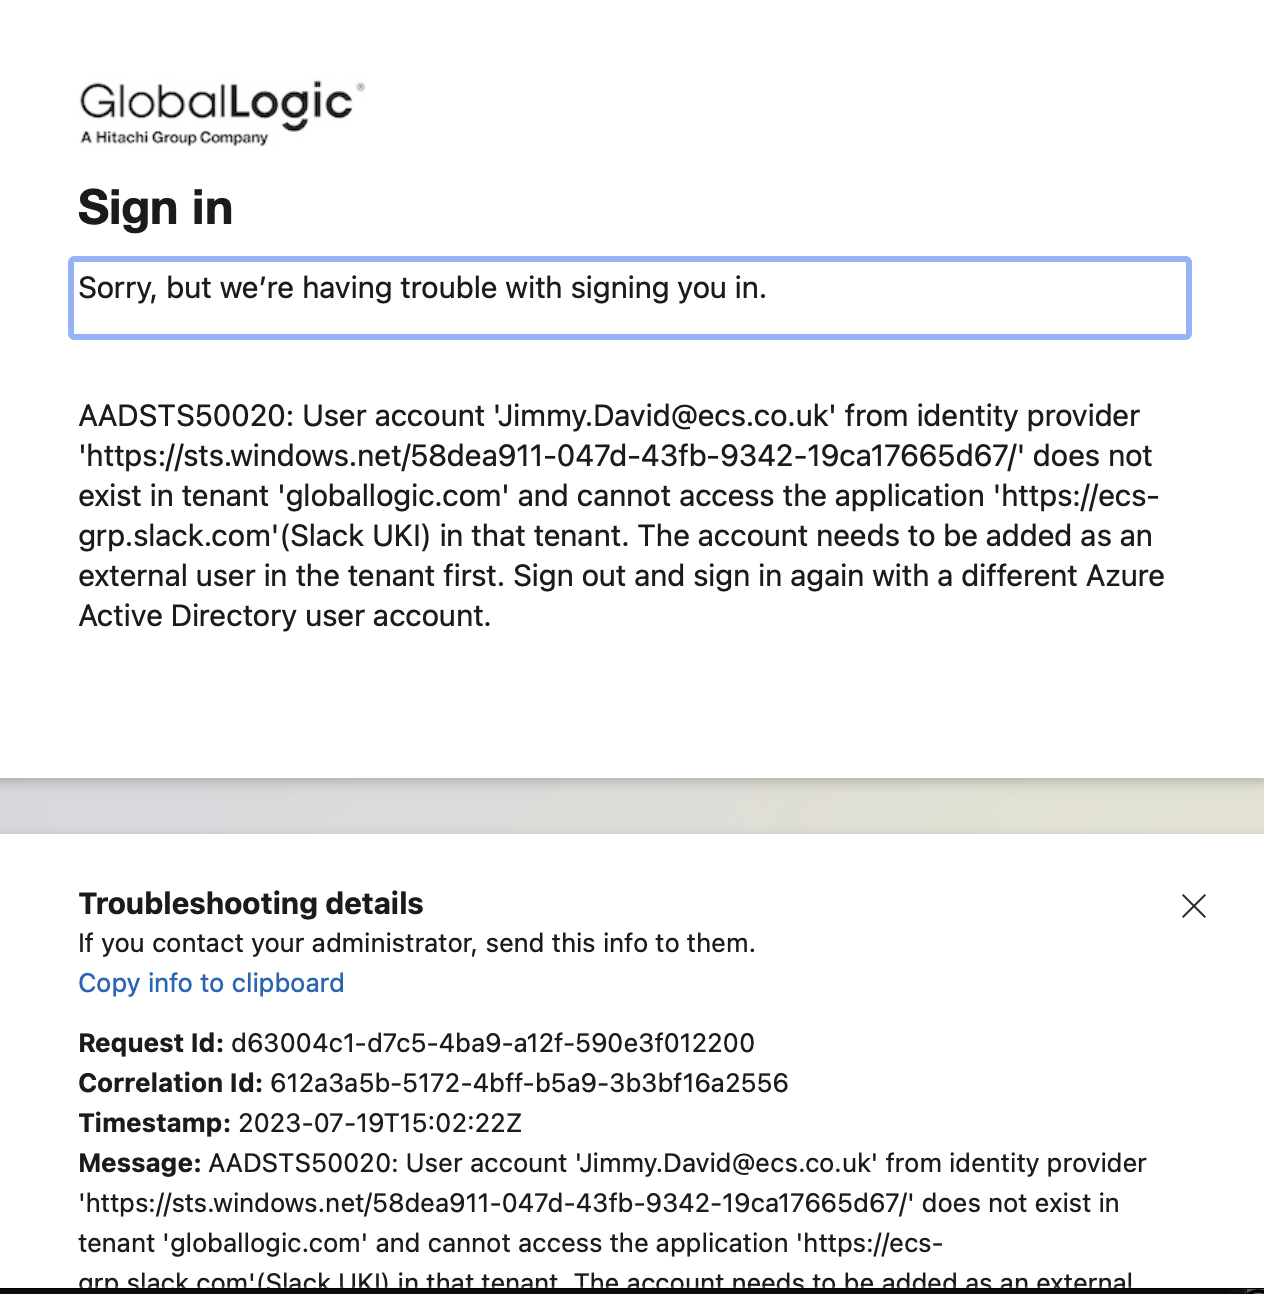 GlobalLogic®
A Hitachi Group Company
Sign in
Sorry, but we’re having trouble with signing you in.
AADSTS50020: User account 'Jimmy.David@ecs.co.uk' from identity provider
'https://sts.windows.net/58dea911-047d-43fb-9342-19ca17665d67/' does not
exist in tenant 'globallogic.com' and cannot access the application 'https://ecs-
grp.slack.com'(Slack UKI) in that tenant. The account needs to be added as an
external user in the tenant first. Sign out and sign in again with a different Azure
Active Directory user account.
Troubleshooting details
If you contact your administrator, send this info to them.
Copy info to clipboard
Request Id: d63004c1-d7c5-4ba9-a12f-590e3f012200
Correlation Id: 612a3a5b-5172-4bff-b5a9-3b3bf16a2556
Timestamp: 2023-07-19T15:02:22Z
Message: AADSTS50020: User account 'Jimmy.David@ecs.co.uk' from identity provider
'https://sts.windows.net/58dea911-047d-43fb-9342-19ca17665d67/' does not exist in
tenant 'globallogic.com' and cannot access the application 'https://ecs-
grp.slack.com'(Slack UKI) in that tenant. The account needs to be added as an external